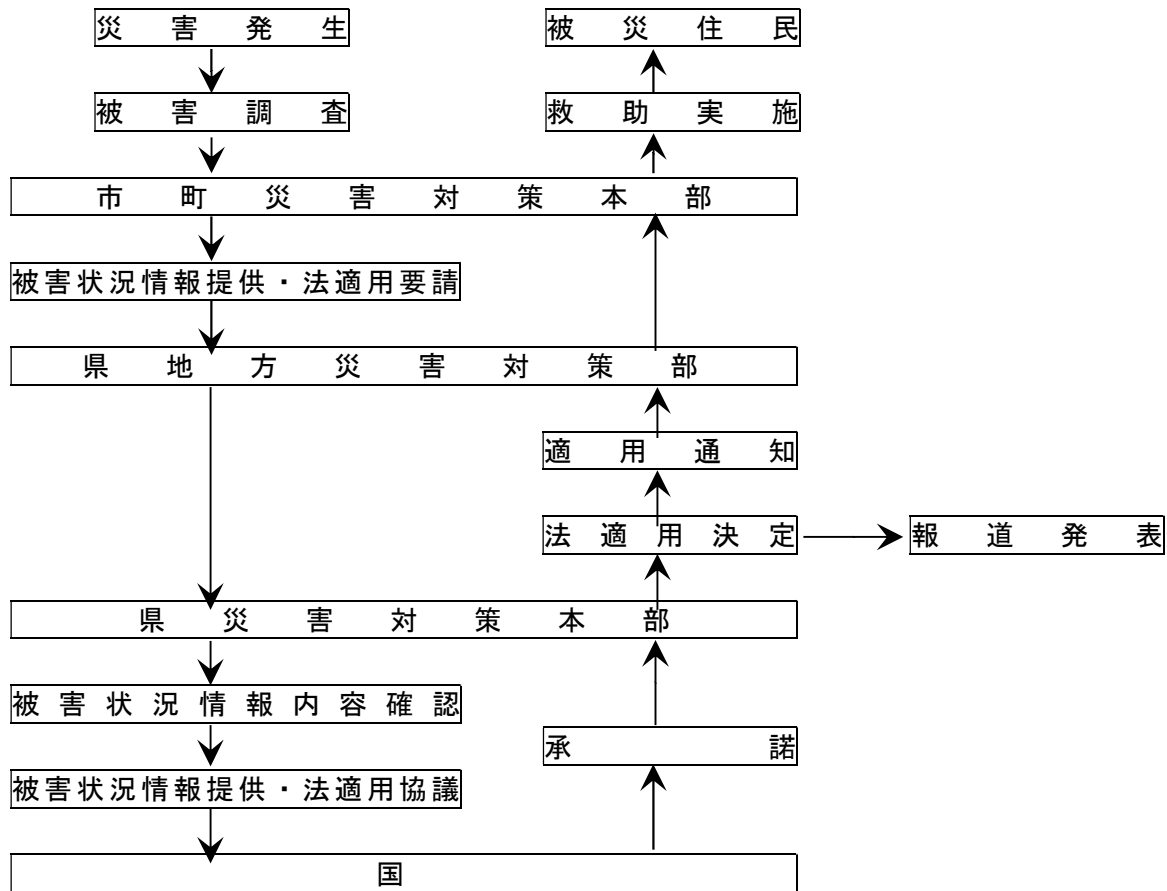 災害発生
被災住民
被害調査
救助実施
市町災害対策本部
被害状況情報提供・法適用要請
県地方災害対策部
適用通知
法適用決定
報道発表
県災害対策本部
被害状況情報内容確認
承諾
被害状況情報提供・法適用協議
国